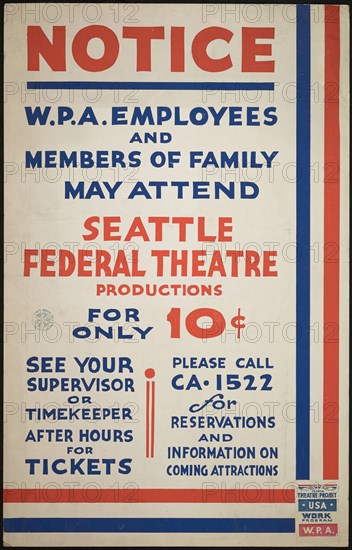 NOTICE
W.P.A. EMPLOYEES
AND
MEMBERS OF FAMILY
MAY ATTEND
SEATTLE
FEDERAL THEATRE
PRODUCTIONS
FOR
ONLY 10¢
SEE YOUR
SUPERVISOR
OR
TIMEKEEPER
AFTER HOURS
FOR
TICKETS
PLEASE CALL
CA·1522
for
RESERVATIONS
AND
INFORMATION ON
COMING ATTRACTIONS
THEATRE PROJECT
USA
WORK
PROGRAM
W.P.A.